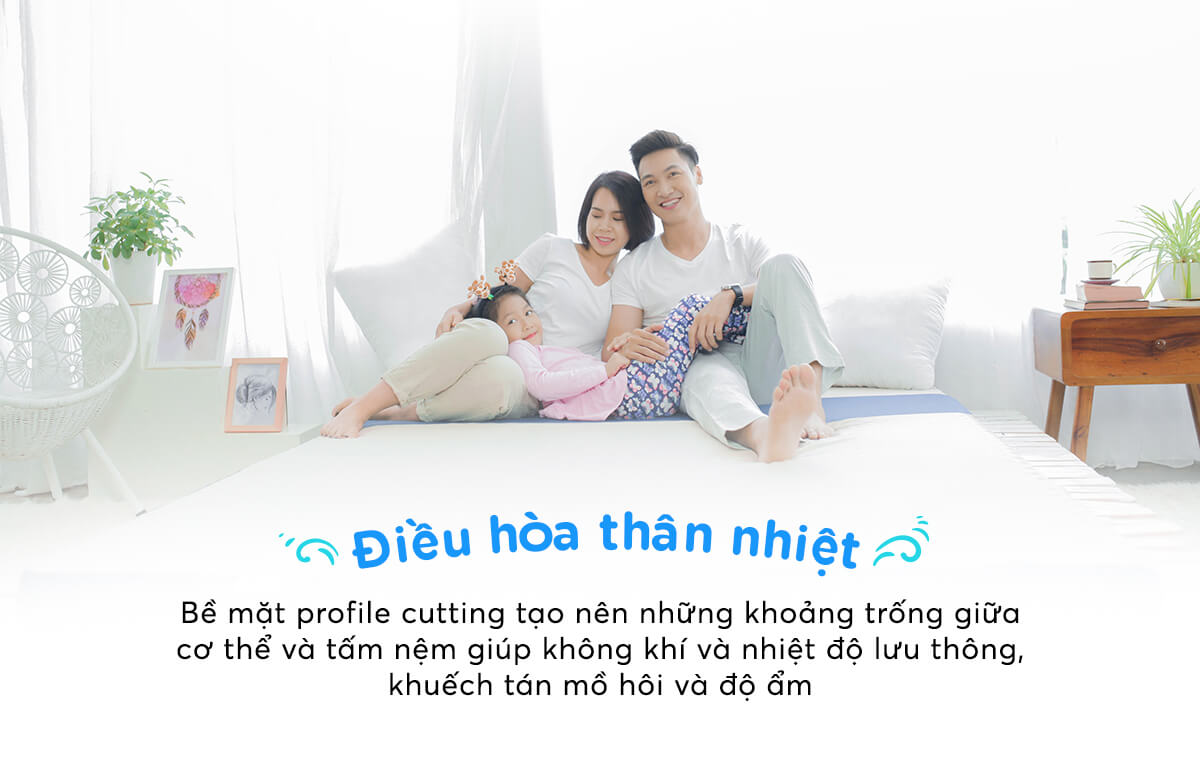 Điều hòa thân nhiệt
Bề mặt profile cutting tạo nên những khoảng trống giữa
cơ thể và tấm nệm giúp không khí và nhiệt độ lưu thông,
khuếch tán mồ hôi và độ ẩm